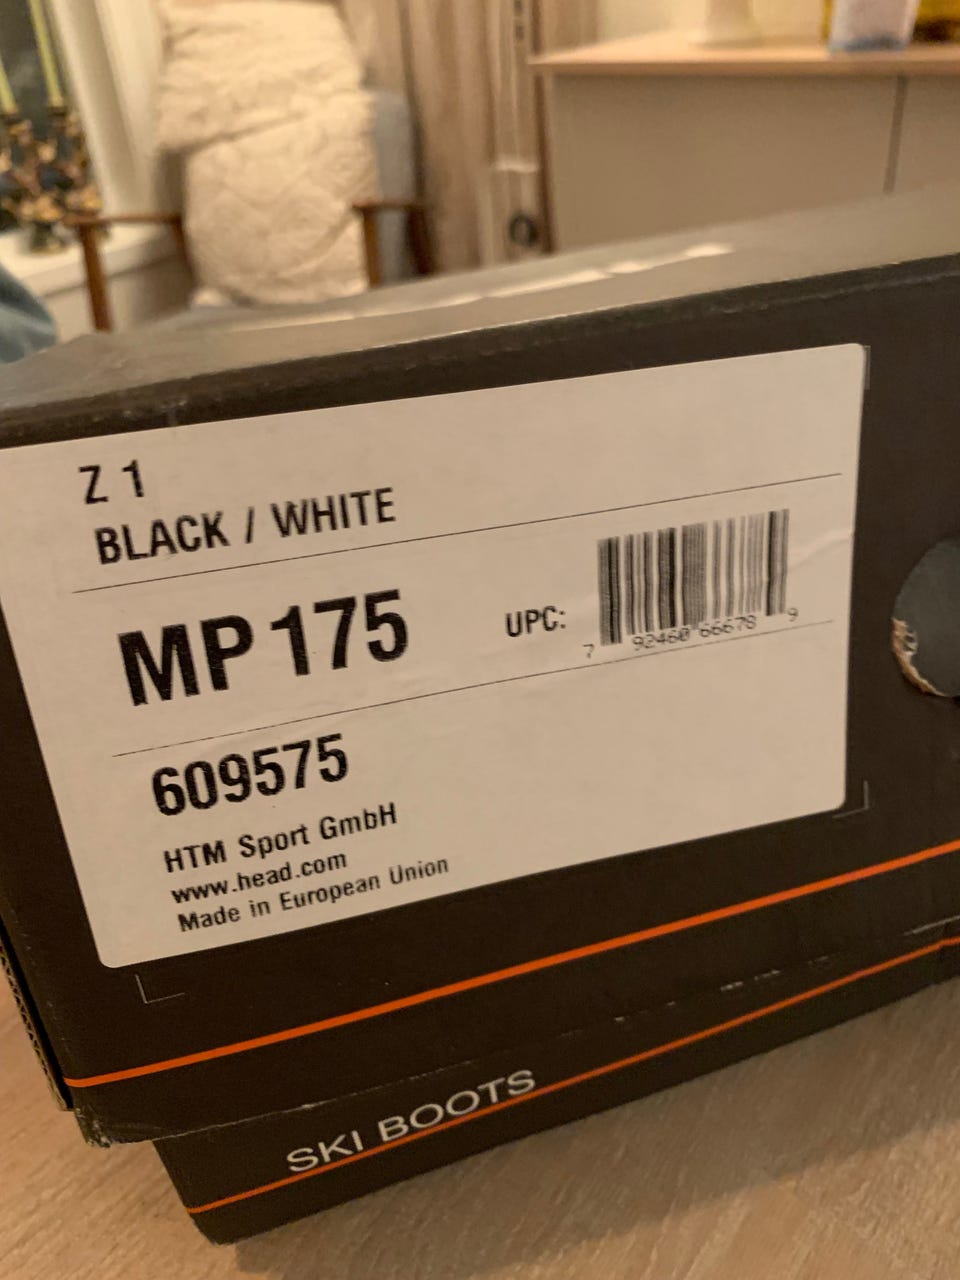 Z 1
BLACK / WHITE
MP 175
UPC:
7 92460 66678 9
609575
HTM Sport GmbH
www.head.com
Made in European Union
SKI BOOTS